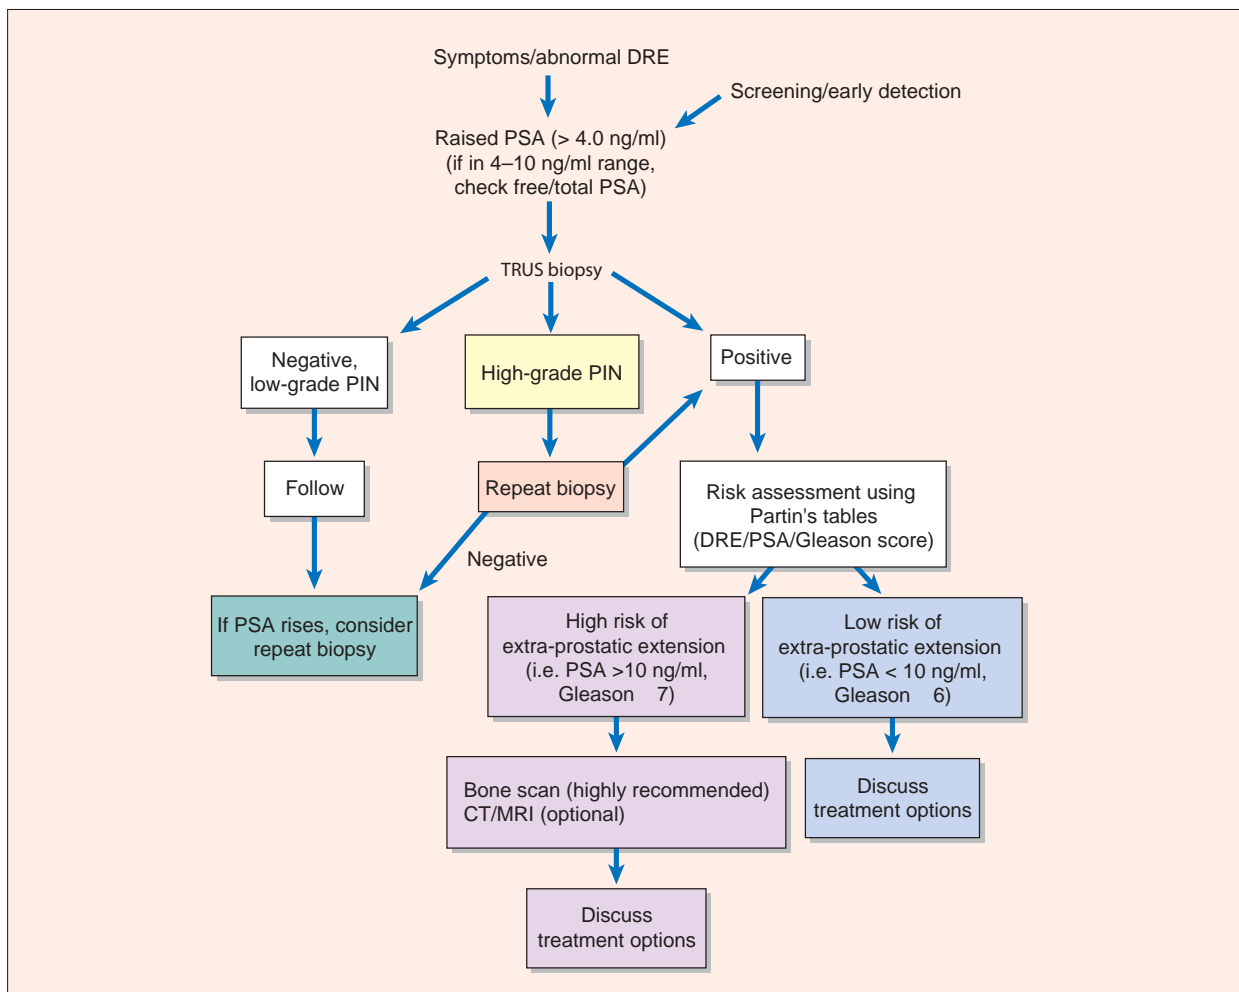 Symptoms/abnormal DRE
Screening/early detection
Raised PSA (> 4.0 ng/ml)
(if in 4–10 ng/ml range,
check free/total PSA)
TRUS biopsy
Negative,
low-grade PIN
High-grade PIN
Positive
Follow
Repeat biopsy
Risk assessment using
Partin's tables
(DRE/PSA/Gleason score)
Negative
If PSA rises, consider
repeat biopsy
High risk of
extra-prostatic extension
(i.e. PSA >10 ng/ml,
Gleason 7)
Low risk of
extra-prostatic extension
(i.e. PSA < 10 ng/ml,
Gleason 6)
Bone scan (highly recommended)
CT/MRI (optional)
Discuss
treatment options
Discuss
treatment options